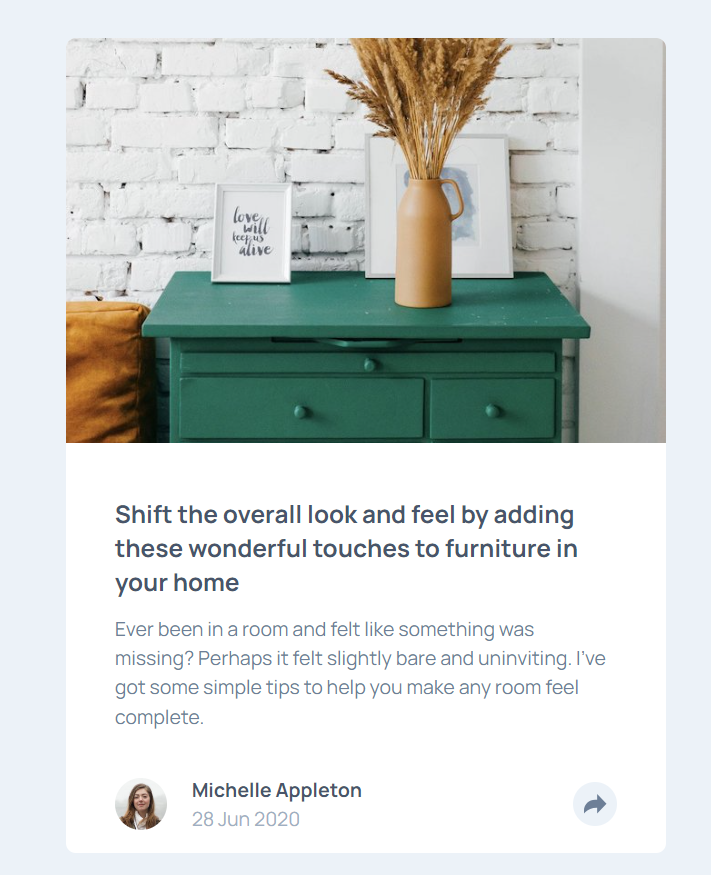 love
will
keep us
alive
Shift the overall look and feel by adding
these wonderful touches to furniture in
your home
Ever been in a room and felt like something was
missing? Perhaps it felt slightly bare and uninviting. I've
got some simple tips to help you make any room feel
complete.
Michelle Appleton
28 Jun 2020